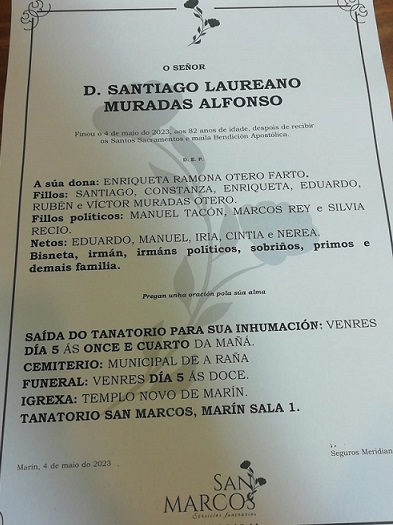 O SEÑOR
D. SANTIAGO LAUREANO
MURADAS ALFONSO
Finou o 4 de maio do 2023, aos 82 anos de idade, despois de recibir
os Santos Sacramentos e maila Bendición Apostólica.
D. E. P.
A súa dona: ENRIQUETA RAMONA OTERO FARTO.
Fillos: SANTIAGO, CONSTANZA, ENRIQUETA, EDUARDO,
RUBÉN e VÍCTOR MURADAS OTERO.
Fillos políticos: MANUEL TACÓN, MARCOS REY e SILVIA
RECIO.
Netos: EDUARDO, MANUEL, IRIA, CINTIA e NEREA.
Bisneta, irmán, irmáns políticos, sobriños, primos e
demais familia.
Pregan unha oración pola súa alma
SAÍDA DO TANATORIO PARA SUA INHUMACIÓN: VENRES
DÍA 5 ÁS ONCE E CUARTO DA MAÑÁ.
CEMITERIO: MUNICIPAL DE A RAÑA
FUNERAL: VENRES DÍA 5 ÁS DOCE.
IGREXA: TEMPLO NOVO DE MARÍN.
TANATORIO SAN MARCOS, MARÍN SALA 1.
Marín, 4 de maio do 2023
Seguros Meridian
SAN
MARCOS
Servicios funerarios